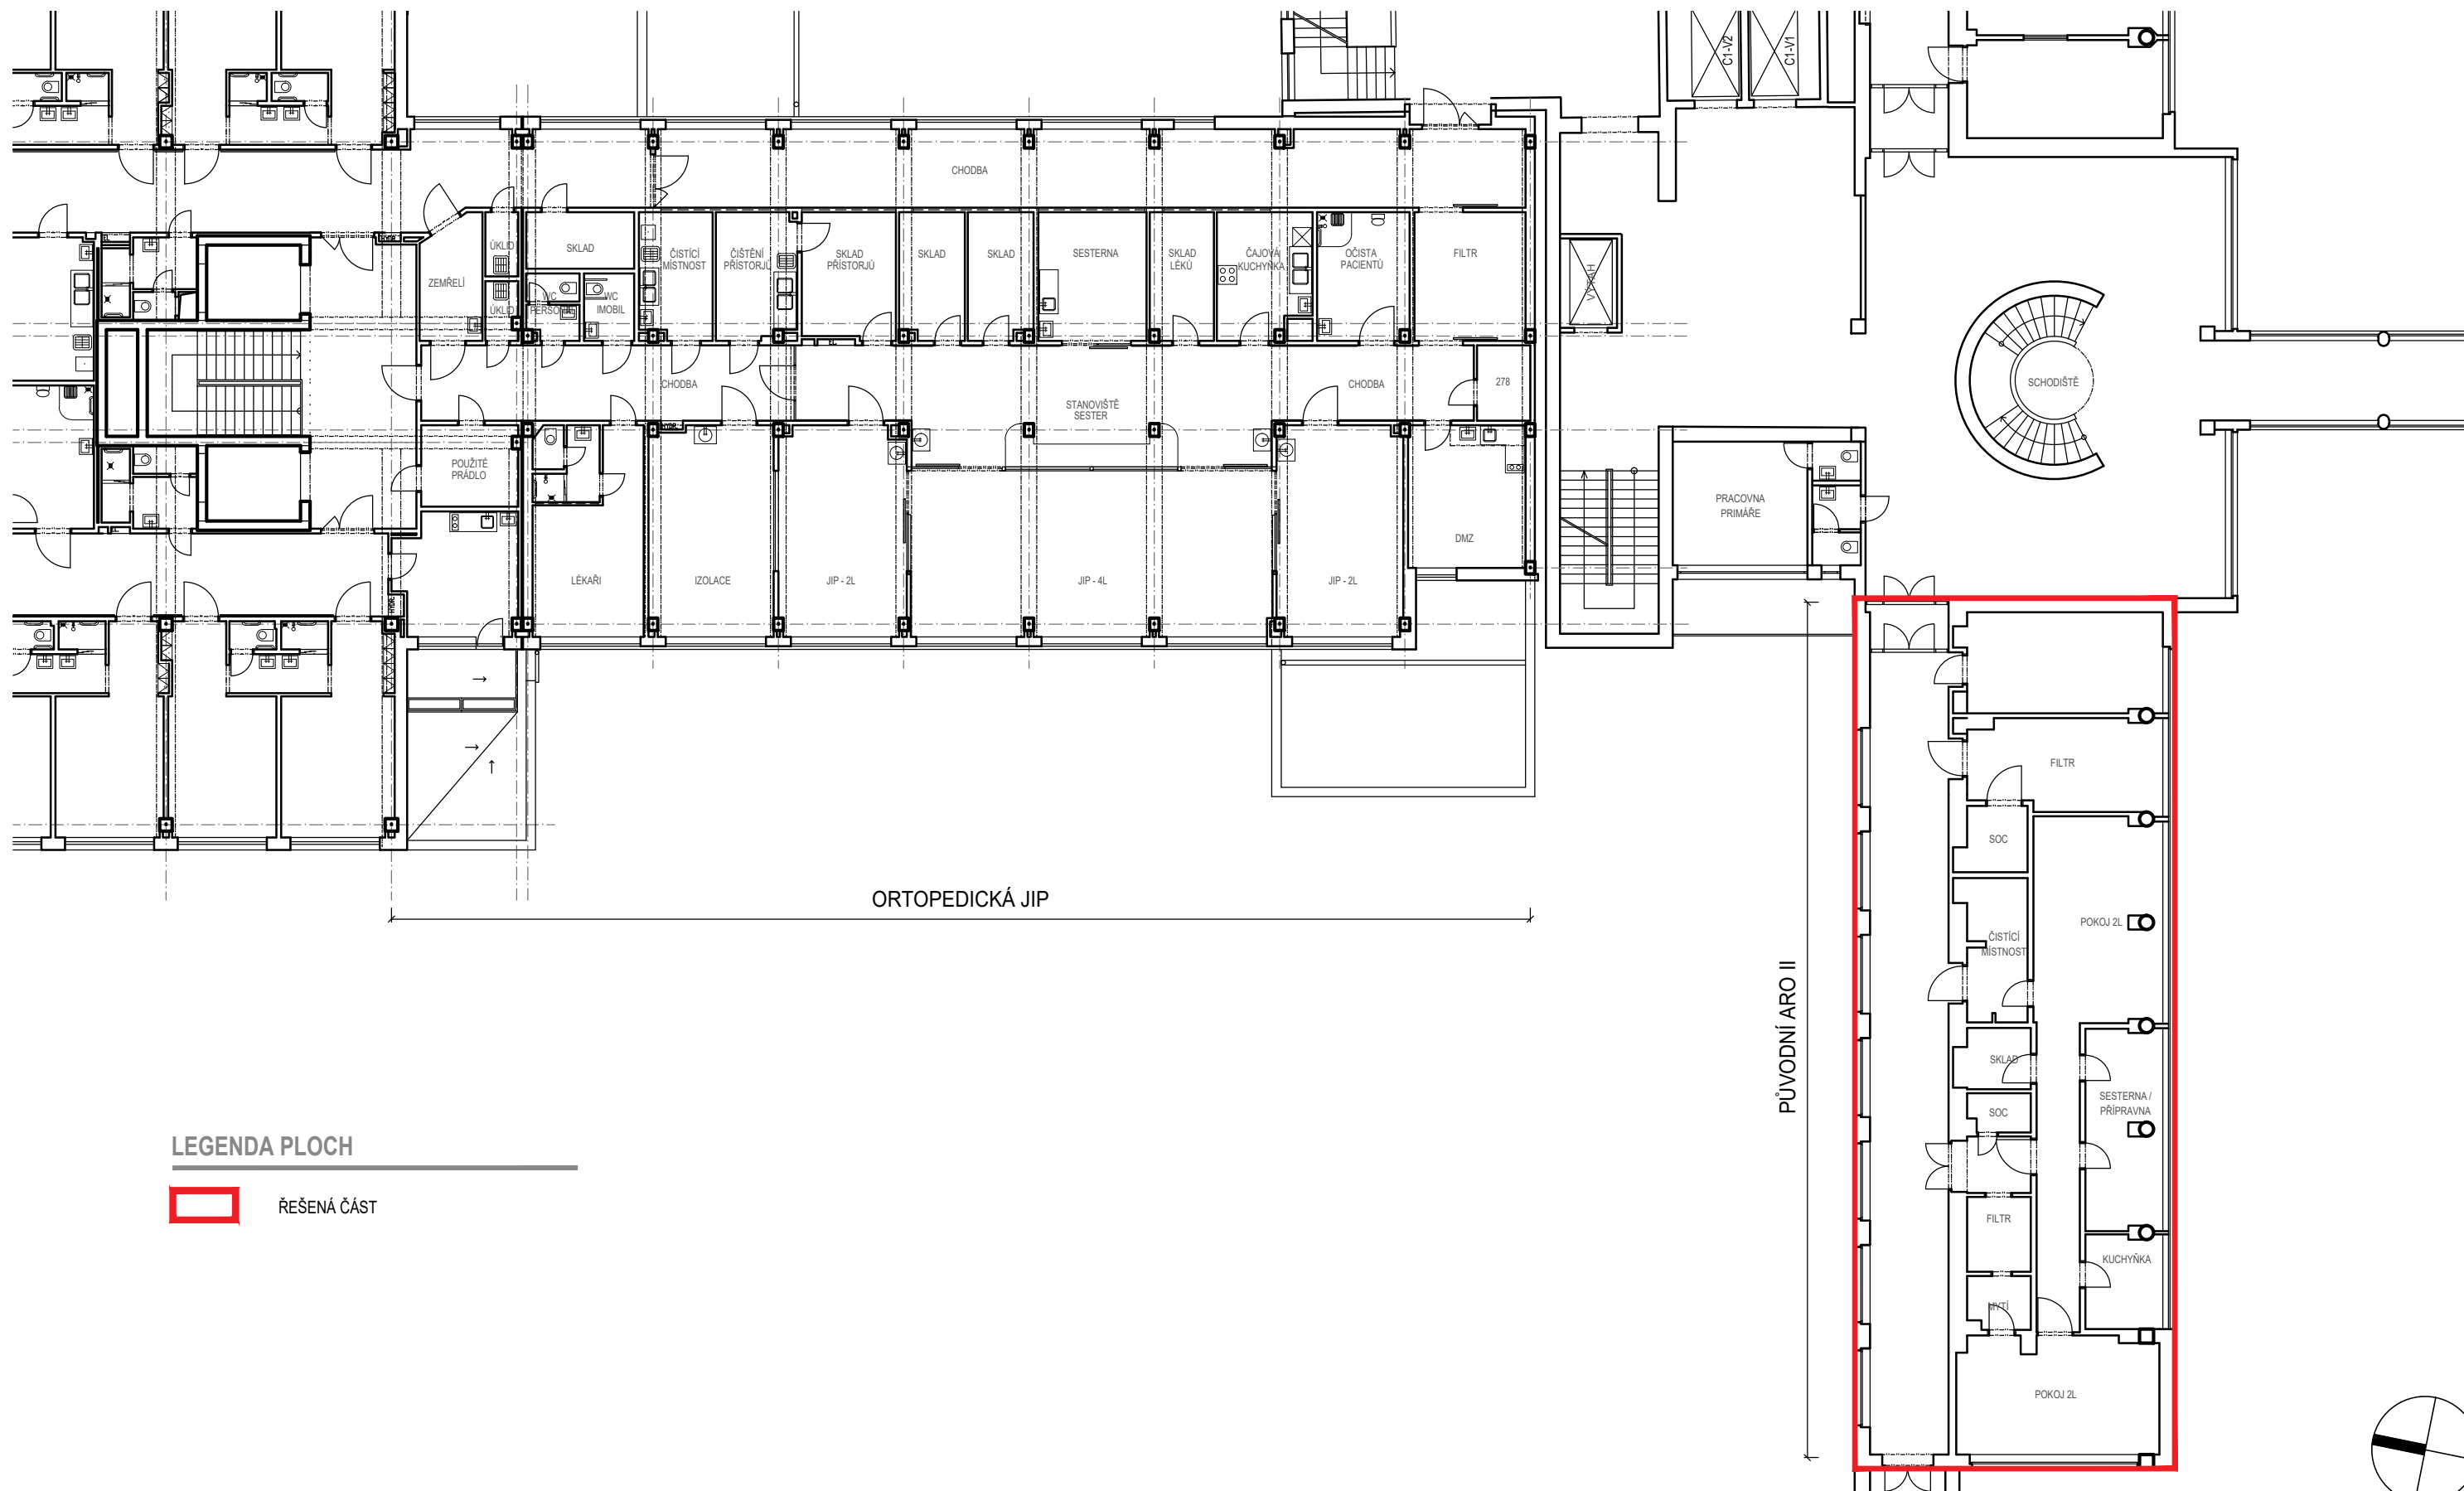 C1-V2
C1-V1
CHODBA
ÚKLID
SKLAD
ČISTÍCÍ
MÍSTNOST
ČIŠTĚNÍ
PŘÍSTORJŮ
SKLAD
PŘÍSTORJŮ
SKLAD
SKLAD
SESTERNA
SKLAD
LÉKŮ
ČAJOVÁ
KUCHYŇKA
OČISTA
PACIENTŮ
FILTR
VÝTAH
ZEMŘELÍ
ÚKLID
WC
PERSONÁL
WC
IMOBIL
CHODBA
STANOVIŠTĚ
SESTER
CHODBA
278
SCHODIŠTĚ
POUŽITÉ
PRÁDLO
PRACOVNA
PRIMÁŘE
DMZ
LÉKAŘI
IZOLACE
JIP - 2L
JIP - 4L
JIP - 2L
FILTR
SOC
ORTOPEDICKÁ JIP
POKOJ 2L
ČISTÍCÍ
MÍSTNOST
PŮVODNÍ ARO II
SKLAD
SESTERNA /
PŘÍPRAVNA
SOC
FILTR
KUCHYŇKA
MYTÍ
POKOJ 2L
LEGENDA PLOCH
ŘEŠENÁ ČÁST